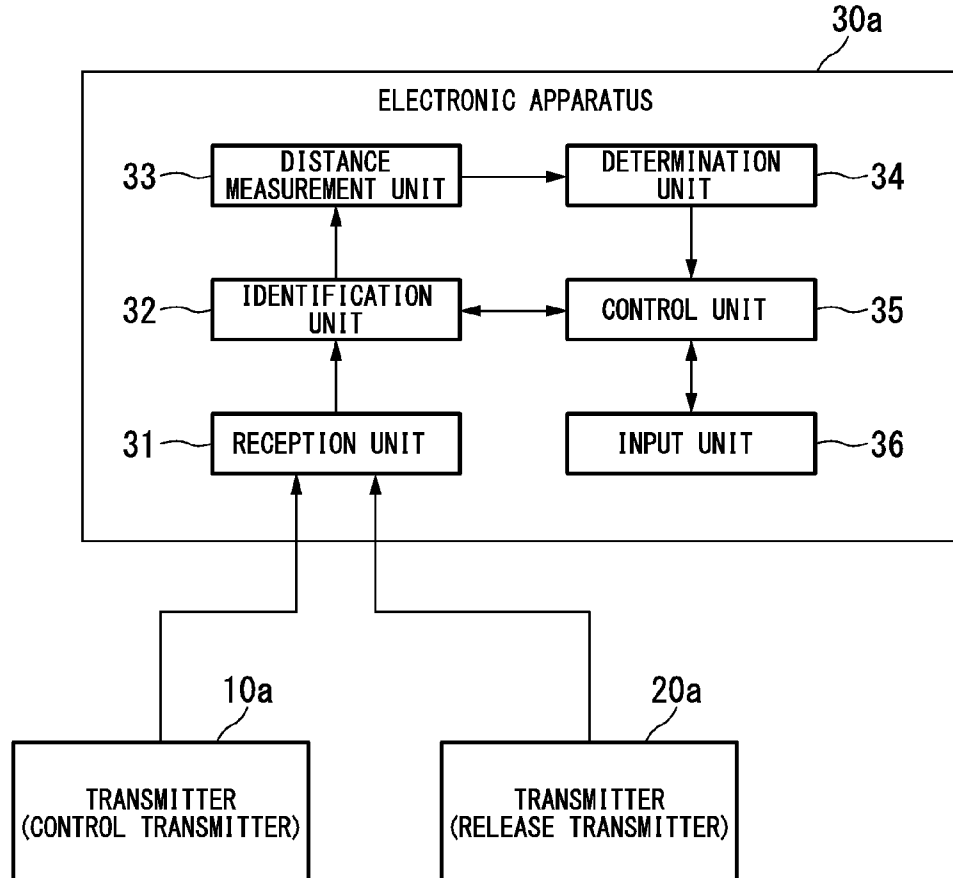 30a
ELECTRONIC APPARATUS
33
DISTANCE
MEASUREMENT UNIT
DETERMINATION
UNIT
34
32
IDENTIFICATION
UNIT
CONTROL UNIT
35
31
RECEPTION UNIT
INPUT UNIT
36
10a
20a
TRANSMITTER
(CONTROL TRANSMITTER)
TRANSMITTER
(RELEASE TRANSMITTER)